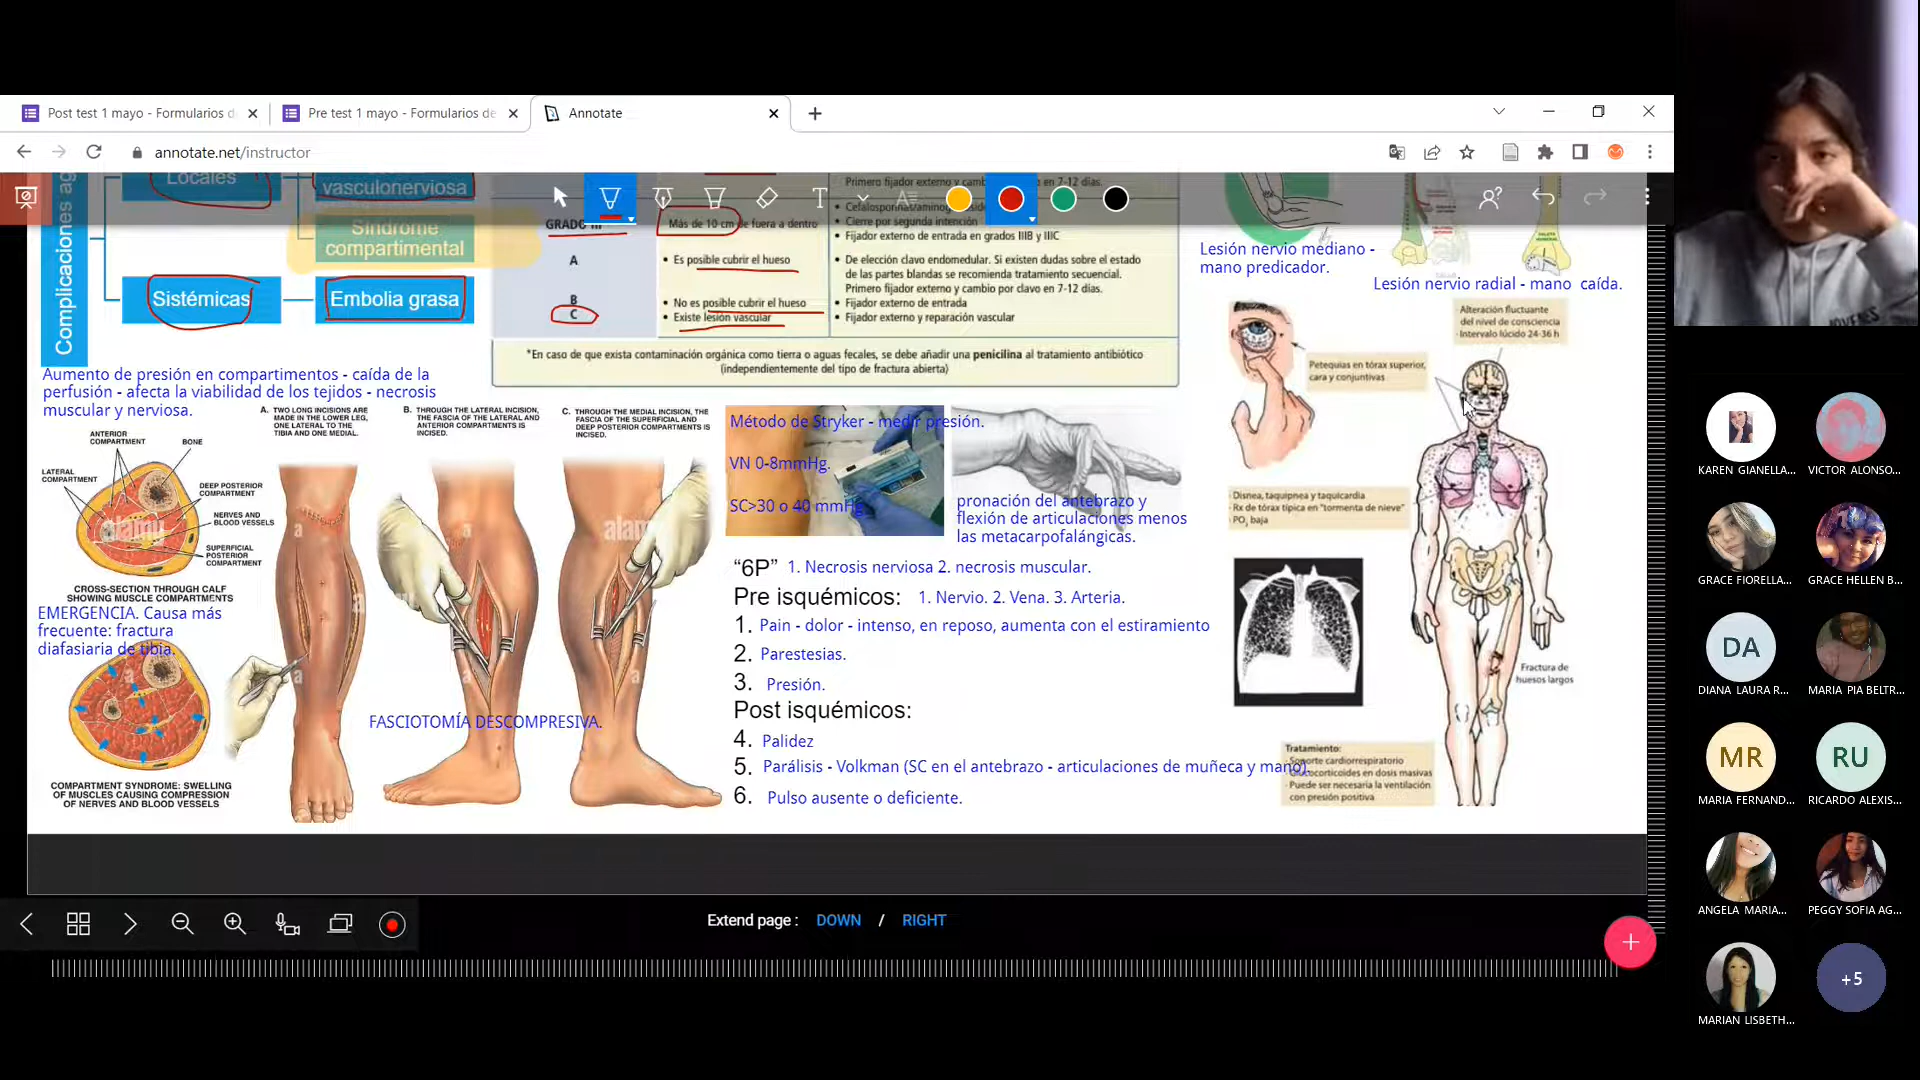 Post test 1 mayo - Formularios d
Pre test 1 mayo - Formularios de
Annotate
annotate.net/instructor
Complicaciones ag
Locales
vasculonerviosa
Síndrome
compartimental
Sistémicas
Embolia grasa
GRADO III
Más de 10 cm de fuera a dentro
A
• Es posible cubrir el hueso
B
• No es posible cubrir el hueso
C
• Existe lesión vascular
Primero fijador externo y camb
en 7-12 días.
• Cierre por segunda intención
• Fijador externo de entrada en grados IIIB y IIIC
• De elección clavo endomedular. Si existen dudas sobre el estado
de las partes blandas se recomienda tratamiento secuencial.
Primero fijador externo y cambio por clavo en 7-12 días.
• Fijador externo de entrada
• Fijador externo y reparación vascular
*En caso de que exista contaminación orgánica como tierra o aguas fecales, se debe añadir una penicilina al tratamiento antibiótico
(independientemente del tipo de fractura abierta)
Lesión nervio mediano -
mano predicador.
Lesión nervio radial - mano caída.
Aumento de presión en compartimentos - caída de la
perfusión - afecta la viabilidad de los tejidos - necrosis
muscular y nerviosa.
A. TWO LONG INCISIONS ARE
MADE IN THE LOWER LEG,
ONE LATERAL TO THE
TIBIA AND ONE MEDIAL.
B. THROUGH THE LATERAL INCISION,
THE FASCIA OF THE LATERAL AND
ANTERIOR COMPARTMENTS IS
INCISED.
C. THROUGH THE MEDIAL INCISION, THE
FASCIA OF THE SUPERFICIAL AND
DEEP POSTERIOR COMPARTMENTS IS
INCISED.
ANTERIOR
COMPARTMENT
BONE
LATERAL
COMPARTMENT
DEEP POSTERIOR
COMPARTMENT
NERVES AND
BLOOD VESSELS
SUPERFICIAL
POSTERIOR
COMPARTMENT
alamy
CROSS-SECTION THROUGH CALF
SHOWING MUSCLE COMPARTMENTS
EMERGENCIA. Causa más
frecuente: fractura
diafasiaria de tibia.
COMPARTMENT SYNDROME: SWELLING
OF MUSCLES CAUSING COMPRESSION
OF NERVES AND BLOOD VESSELS
FASCIOTOMÍA DESCOMPRESIVA.
Método de Stryker - medir presión.
VN 0-8mmHg.
SC>30 o 40 mmHg
pronación del antebrazo y
flexión de articulaciones menos
las metacarpofalángicas.
“6P” 1. Necrosis nerviosa 2. necrosis muscular.
Pre isquémicos: 1. Nervio. 2. Vena. 3. Arteria.
1. Pain - dolor - intenso, en reposo, aumenta con el estiramiento
2. Parestesias.
3. Presión.
Post isquémicos:
4. Palidez
5. Parálisis - Volkman (SC en el antebrazo - articulaciones de muñeca y mano).
6. Pulso ausente o deficiente.
Alteración fluctuante
del nivel de consciencia
· Intervalo lúcido 24-36 h
Petequias en tórax superior,
cara y conjuntivas
· Disnea, taquipnea y taquicardia
· Rx de tórax típica en "tormenta de nieve"
· PO₂ baja
Fractura de
huesos largos
Tratamiento:
· Soporte cardiorrespiratorio
· Glucocorticoides en dosis masivas
· Puede ser necesaria la ventilación
con presión positiva
Extend page : DOWN / RIGHT
KAREN GIANELLA...
VICTOR ALONSO...
GRACE FIORELLA...
GRACE HELLEN B...
DA
DIANA LAURA R...
MARIA PIA BELTR...
MR
MARIA FERNAND...
RU
RICARDO ALEXIS...
ANGELA MARIA...
PEGGY SOFIA AG...
MARIAN LISBETH...
+5